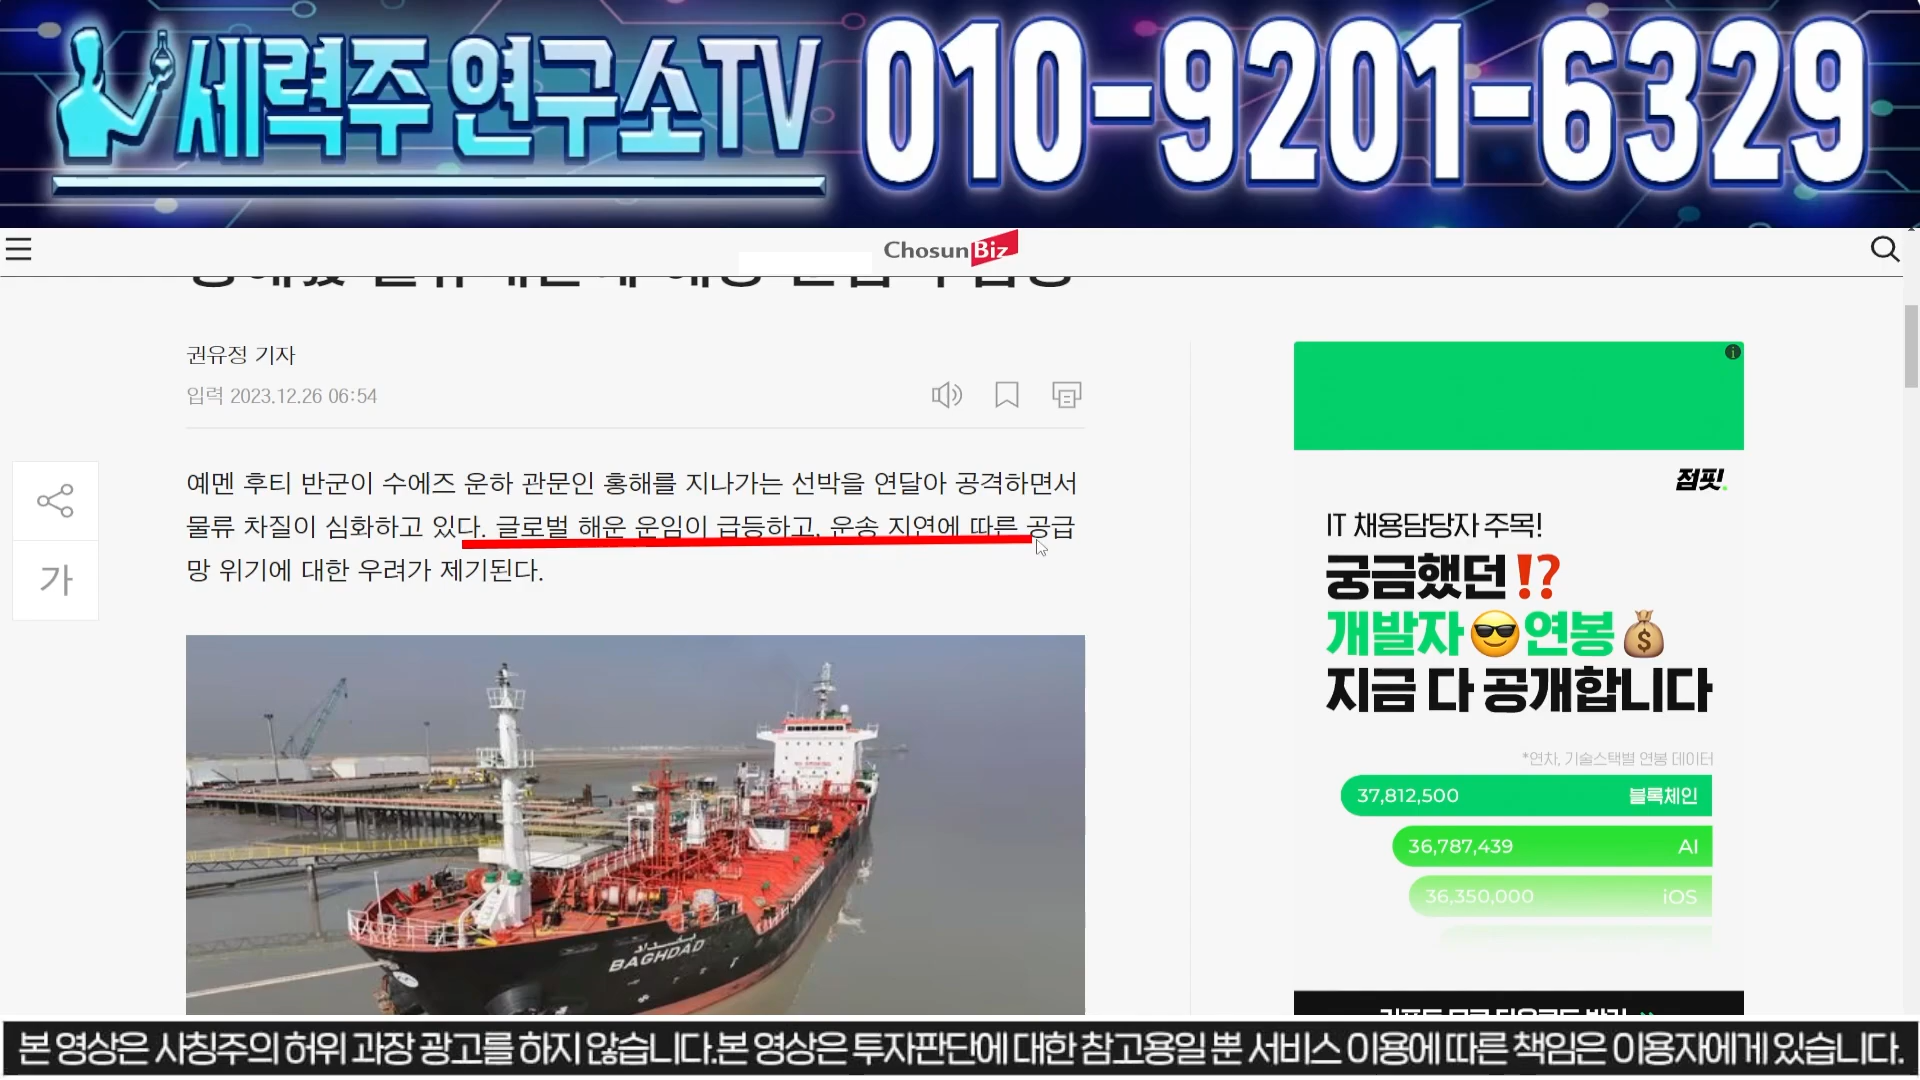 세력주 연구소TV 010-9201-6329
ChosunBiz
권유정 기자
입력 2023.12.26 06:54
예멘 후티 반군이 수에즈 운하 관문인 홍해를 지나가는 선박을 연달아 공격하면서
물류 차질이 심화하고 있다. 글로벌 해운 운임이 급등하고, 운송 지연에 따른 공급
망 위기에 대한 우려가 제기된다.
가
BAGHDAD
점핏.
IT 채용담당자 주목!
궁금했던⁉️
개발자😎연봉💰
지금 다 공개합니다
*연차, 기술스택별 연봉 데이터
37,812,500 블록체인
36,787,439 AI
36,350,000 iOS
본 영상은 사칭주의 허위 과장 광고를 하지 않습니다.본 영상은 투자판단에 대한 참고용일 뿐 서비스 이용에 따른 책임은 이용자에게 있습니다.